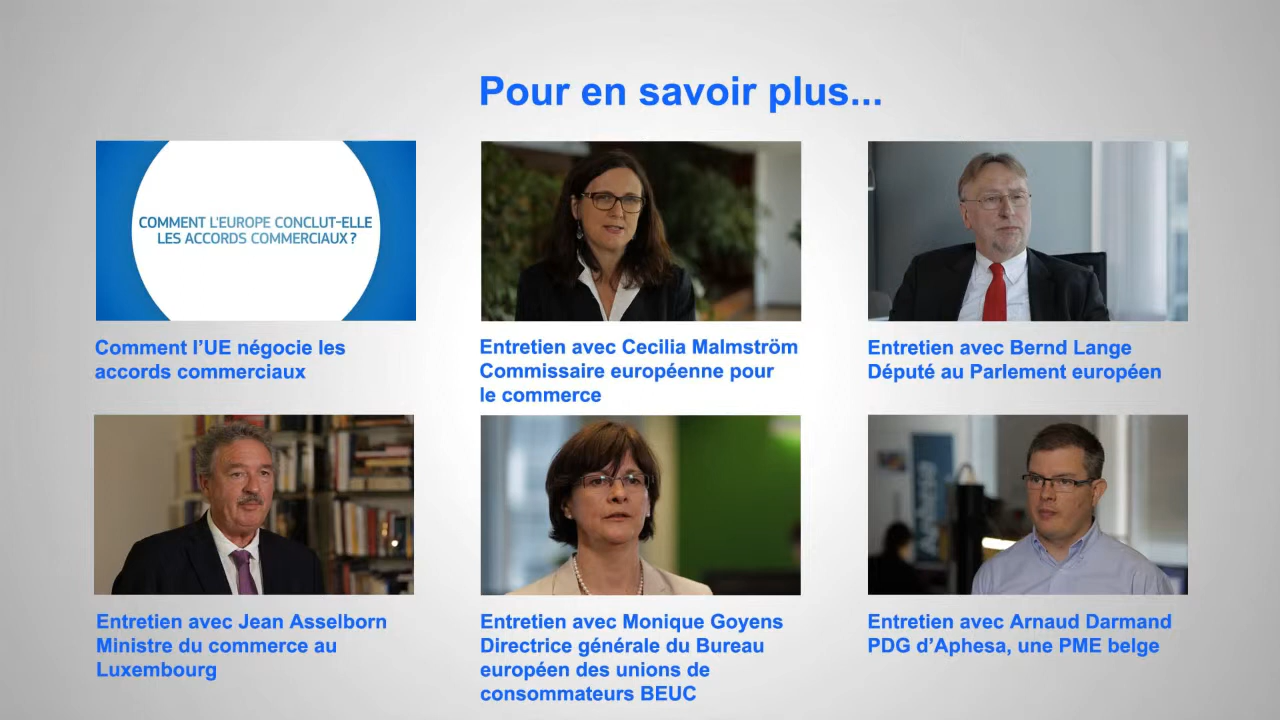 Pour en savoir plus...
COMMENT L'EUROPE CONCLUT-ELLE
LES ACCORDS COMMERCIAUX ?
Comment l’UE négocie les
accords commerciaux
Entretien avec Cecilia Malmström
Commissaire européenne pour
le commerce
Entretien avec Bernd Lange
Député au Parlement européen
Entretien avec Jean Asselborn
Ministre du commerce au
Luxembourg
Entretien avec Monique Goyens
Directrice générale du Bureau
européen des unions de
consommateurs BEUC
Entretien avec Arnaud Darmand
PDG d’Aphesa, une PME belge